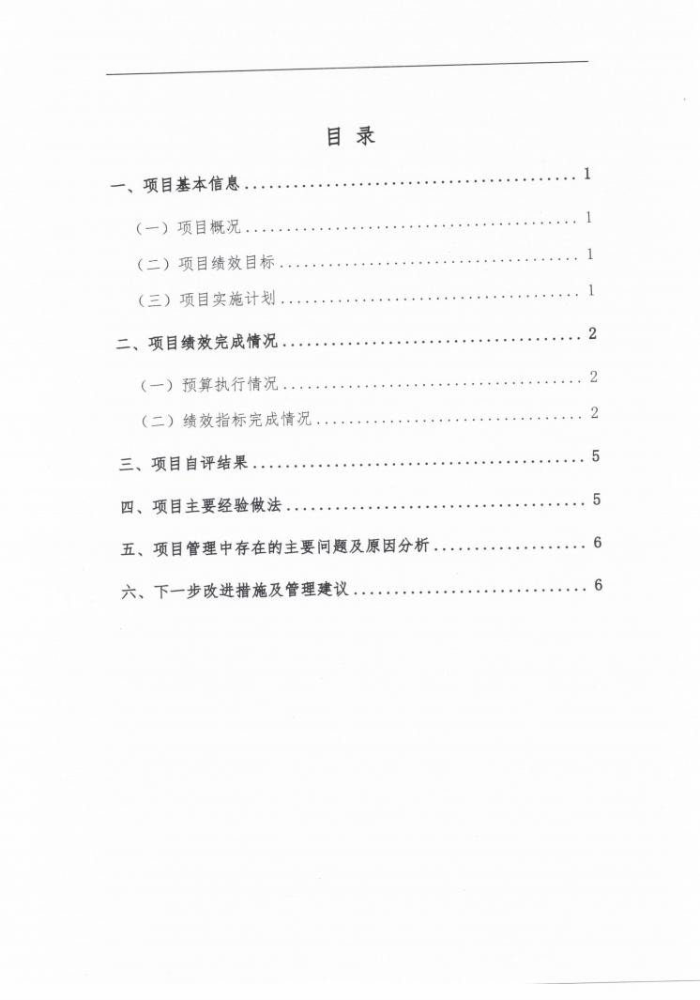 目 录
一、项目基本信息........................................1
（一）项目概况........................................1
（二）项目绩效目标....................................1
（三）项目实施计划....................................1
二、项目绩效完成情况....................................2
（一）预算执行情况....................................2
（二）绩效指标完成情况................................2
三、项目自评结果........................................5
四、项目主要经验做法....................................5
五、项目管理中存在的主要问题及原因分析..................6
六、下一步改进措施及管理建议............................6